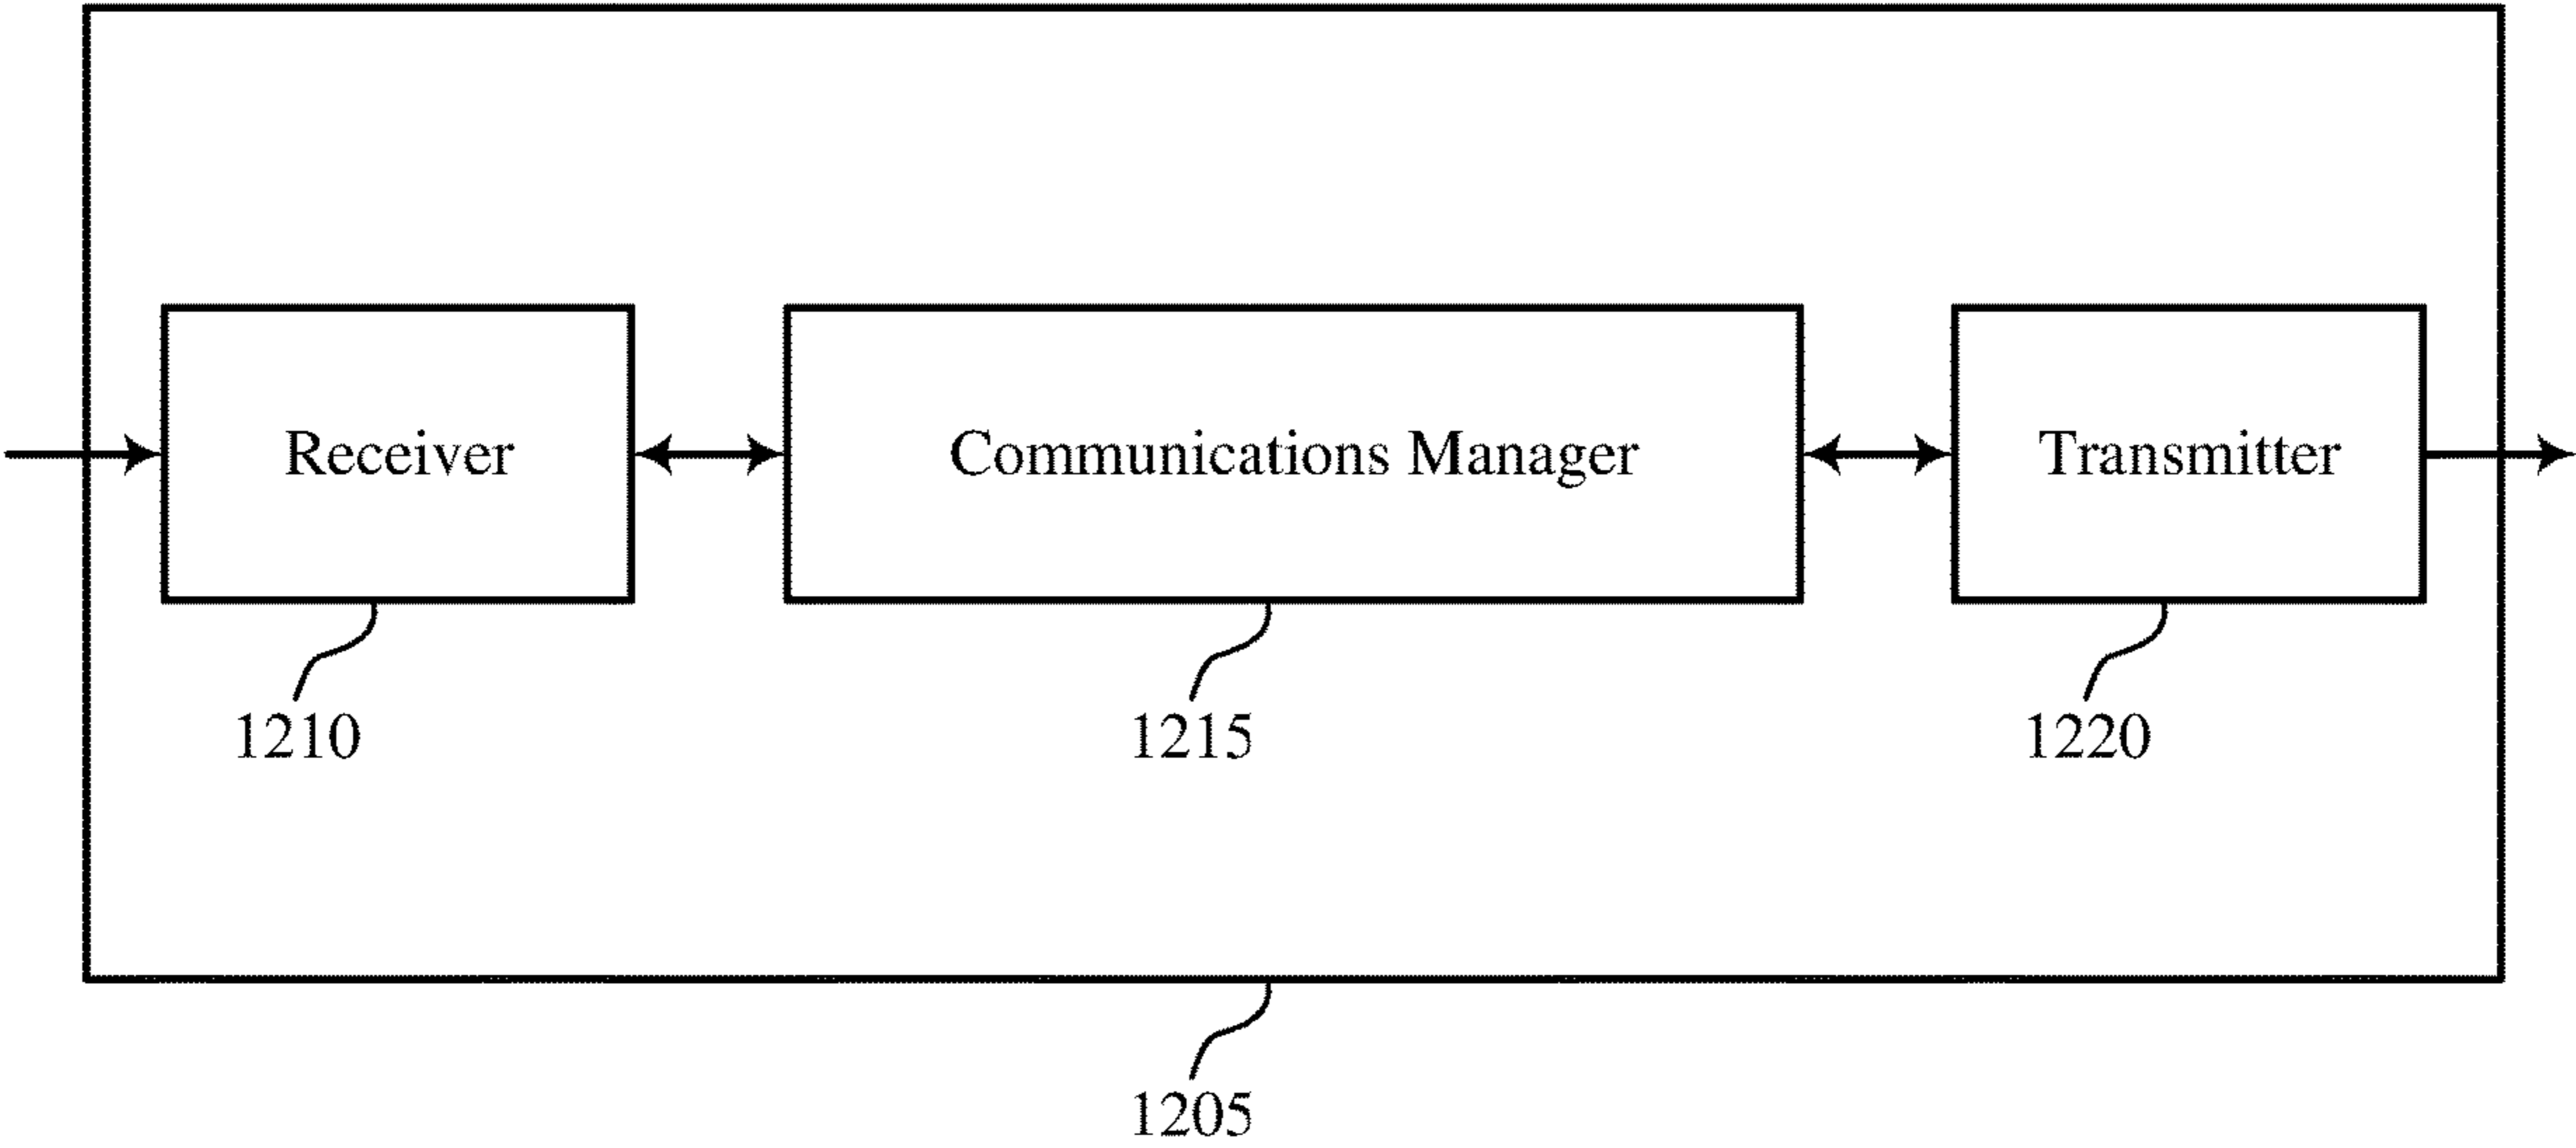 Receiver
Communications Manager
Transmitter
1210
1215
1220
1205